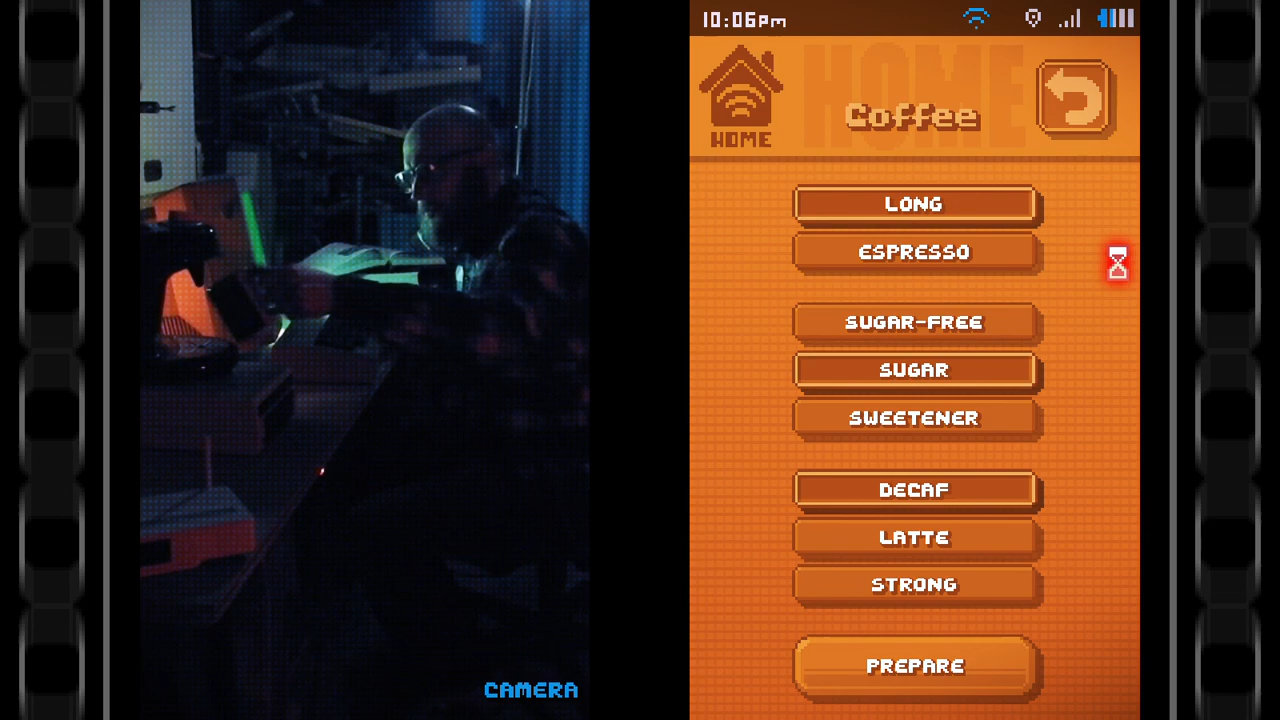 CAMERA
10:06pm
HOME
HOME
Coffee
LONG
ESPRESSO
SUGAR-FREE
SUGAR
SWEETENER
DECAF
LATTE
STRONG
PREPARE